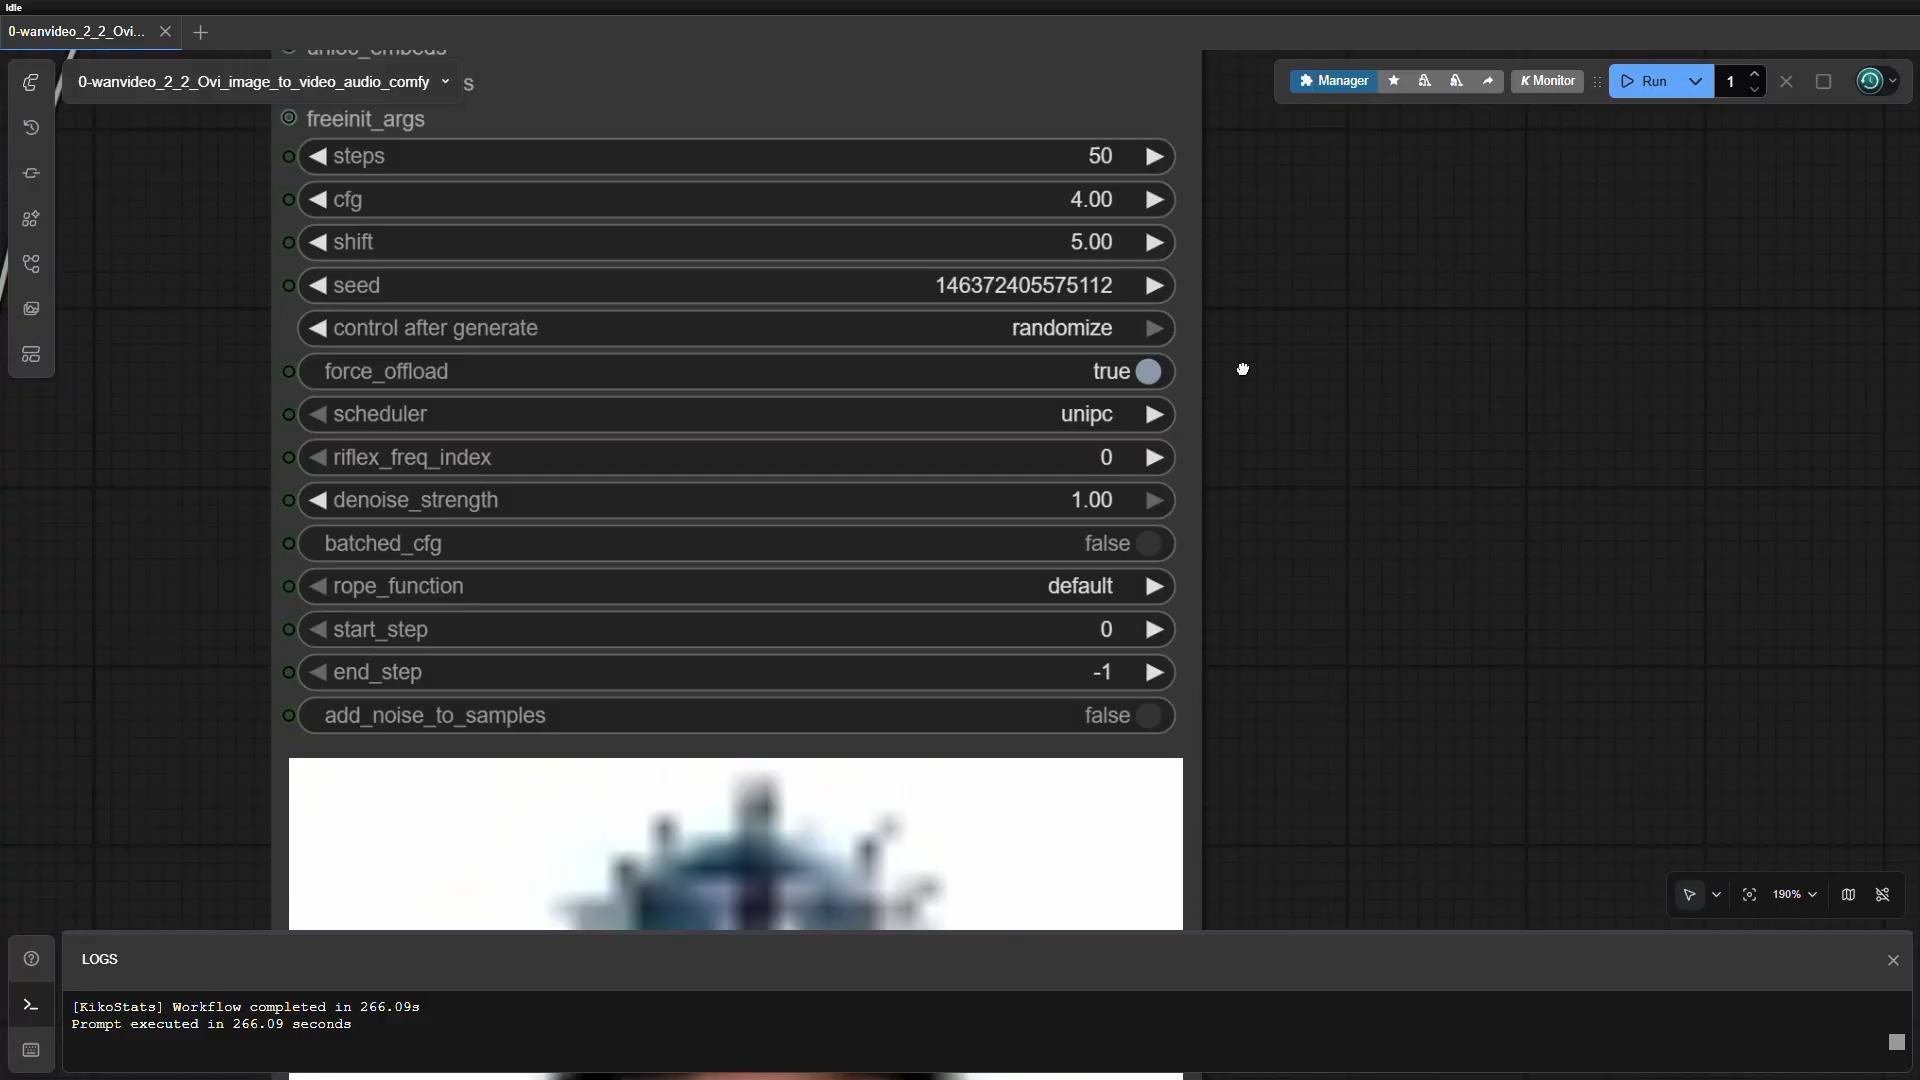 Idle
0-wanvideo_2_2_Ovi...
0-wanvideo_2_2_Ovi_image_to_video_audio_comfy
Manager
K Monitor
Run
1
freeinit_args
steps 50
cfg 4.00
shift 5.00
seed 146372405575112
control after generate randomize
force_offload true
scheduler unipc
riflex_freq_index 0
denoise_strength 1.00
batched_cfg false
rope_function default
start_step 0
end_step -1
add_noise_to_samples false
190%
LOGS
[KikoStats] Workflow completed in 266.09s
Prompt executed in 266.09 seconds